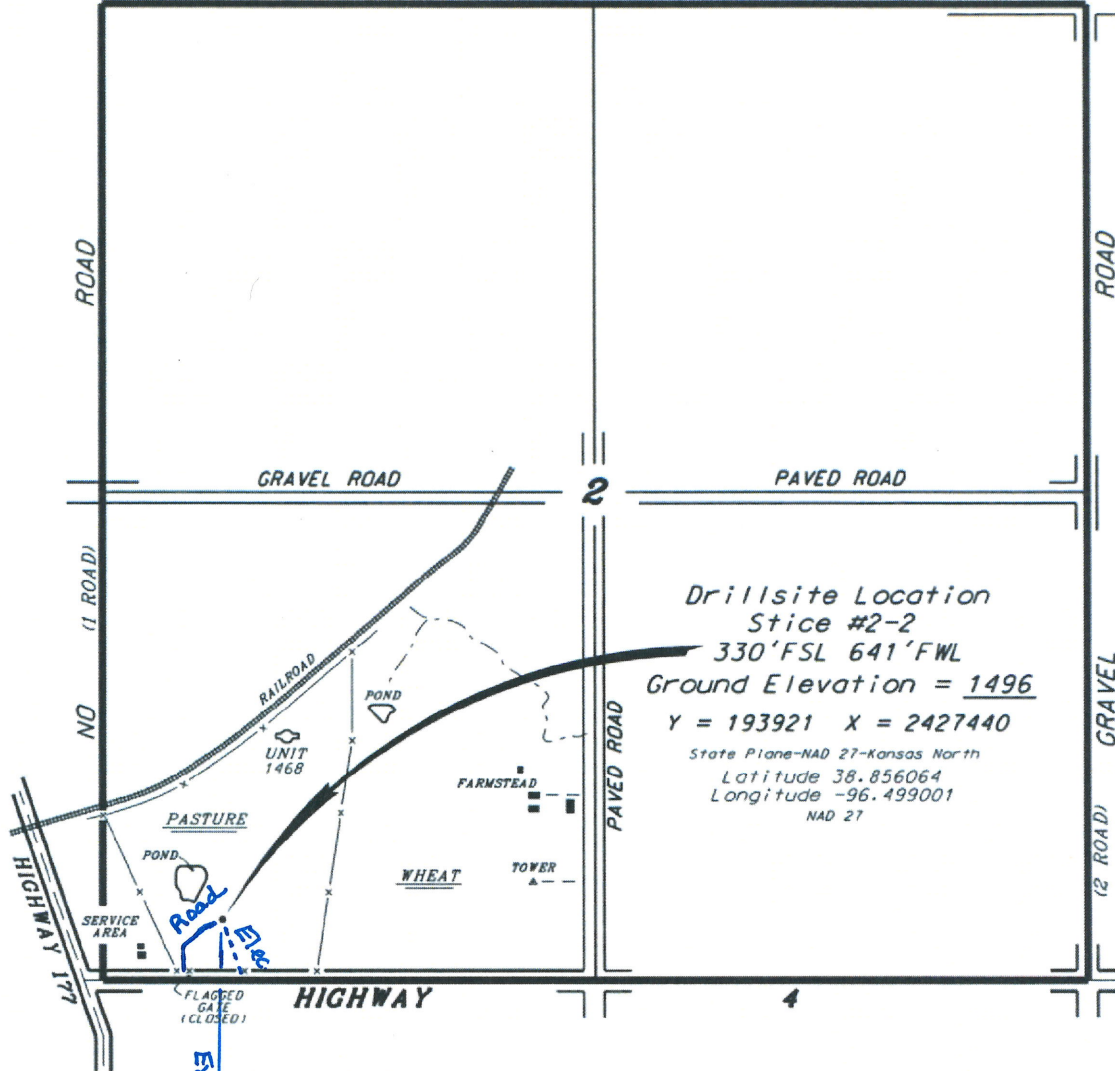 ROAD
ROAD
GRAVEL ROAD
2
PAVED ROAD
NO
(1 ROAD)
Drillsite Location
Stice #2-2
330'FSL 641'FWL
Ground Elevation = 1496
Y = 193921 X = 2427440
State Plane-NAD 27-Kansas North
Latitude 38.856064
Longitude -96.499001
NAD 27
RAILROAD
POND
UNIT
1468
PAVED ROAD
GRAVEL
(2 ROAD)
FARMSTEAD
PASTURE
POND
WHEAT
TOWER
HIGHWAY 177
SERVICE
AREA
Road
Elec
FLAGGED
GATE
(CLOSED)
HIGHWAY
4